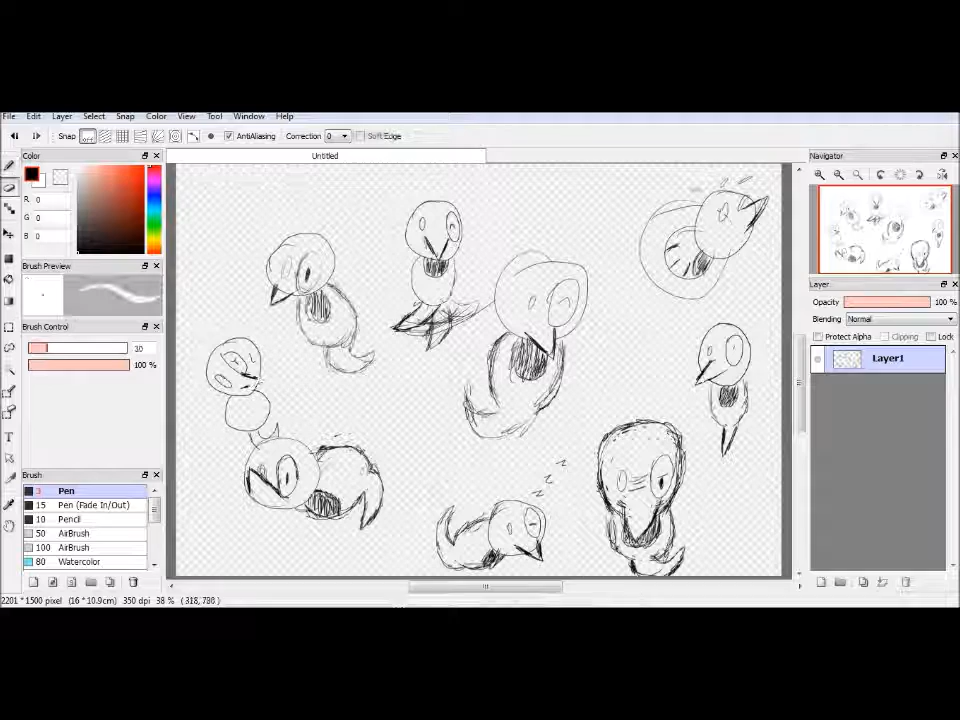 File Edit View Layer Select Snap Color View Tool Window Help
Snap off AntiAliasing Correction 0 Soft Edge
Color
Untitled
Navigator
R 0
G 0
B 0
Brush Preview
Layer
Opacity 100 %
Blending Normal
Protect Alpha Clipping Lock
Layer1
Brush Control
100 %
z z z
Brush
3 Pen
15 Pen (Fade In/Out)
10 Pencil
50 AirBrush
100 AirBrush
80 Watercolor
2201 * 1500 pixel (16 * 10.9cm) 350 dpi 38 %